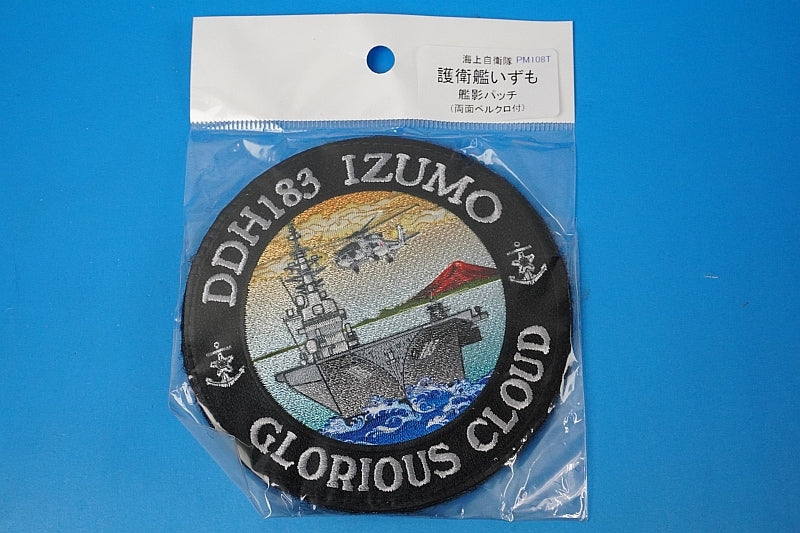 海上自衛隊 PM108T
護衛艦いずも
艦影パッチ
(両面ベルクロ付)
DDH183 IZUMO
GLORIOUS CLOUD